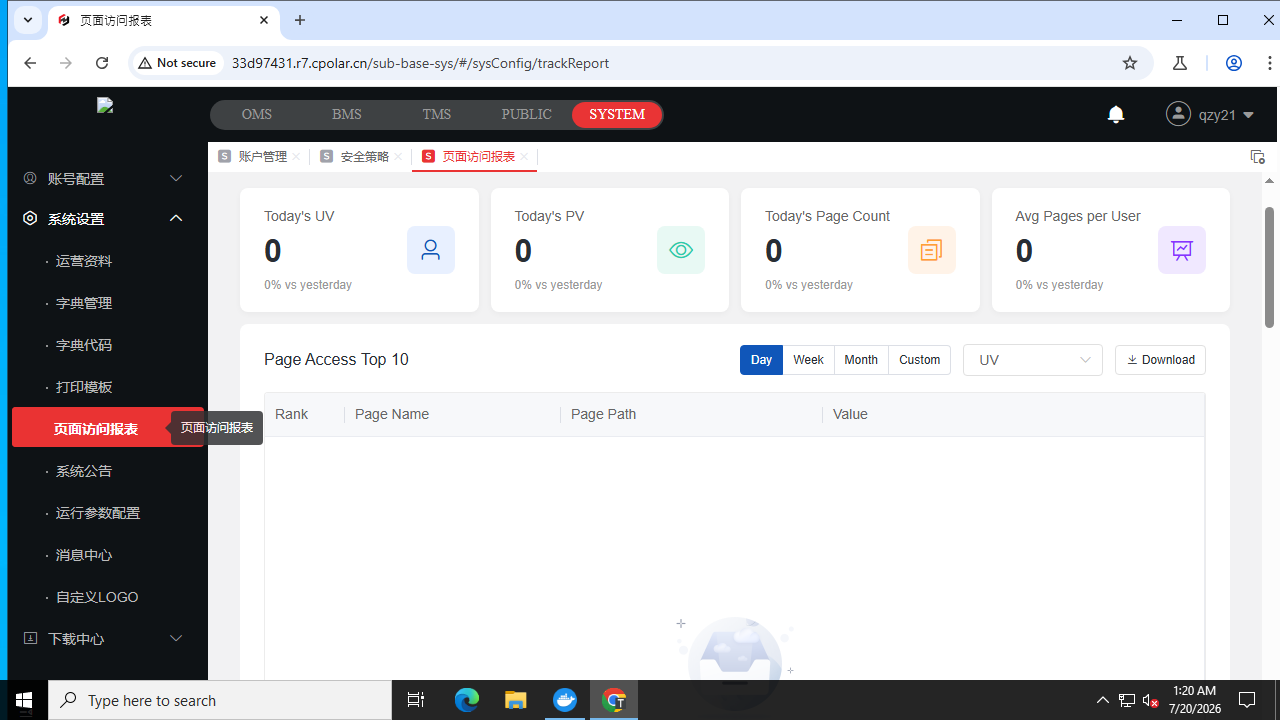 页面访问报表
Not secure
33d97431.r7.cpolar.cn/sub-base-sys/#/sysConfig/trackReport
OMS
BMS
TMS
PUBLIC
SYSTEM
qzy21
账号配置
系统设置
· 运营资料
· 字典管理
· 字典代码
· 打印模板
页面访问报表
页面访问报表
· 系统公告
· 运行参数配置
· 消息中心
· 自定义LOGO
下载中心
S 账户管理
S 安全策略
S 页面访问报表
Today's UV
0
0% vs yesterday
Today's PV
0
0% vs yesterday
Today's Page Count
0
0% vs yesterday
Avg Pages per User
0
0% vs yesterday
Page Access Top 10
Day
Week
Month
Custom
UV
Download
Rank
Page Name
Page Path
Value
Type here to search
T
1:20 AM
7/20/2026